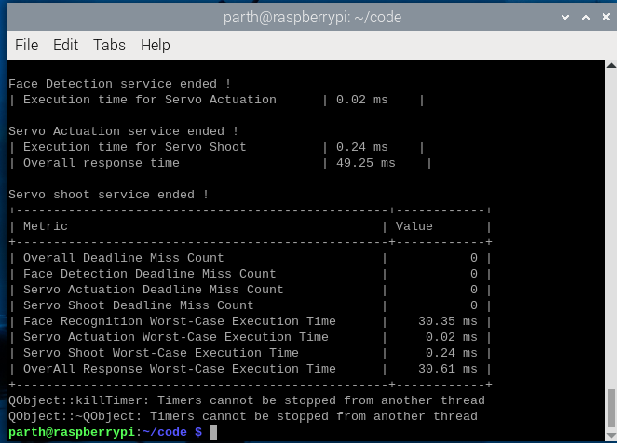 parth@raspberrypi: ~/code
File Edit Tabs Help
Face Detection service ended !
| Execution time for Servo Actuation | 0.02 ms |
Servo Actuation service ended !
| Execution time for Servo Shoot | 0.24 ms |
| Overall response time | 49.25 ms |
Servo shoot service ended !
+--------------------------------------------------+------------+
| Metric | Value |
+--------------------------------------------------+------------+
| Overall Deadline Miss Count | 0 |
| Face Detection Deadline Miss Count | 0 |
| Servo Actuation Deadline Miss Count | 0 |
| Servo Shoot Deadline Miss Count | 0 |
| Face Recognition Worst-Case Execution Time | 30.35 ms |
| Servo Actuation Worst-Case Execution Time | 0.02 ms |
| Servo Shoot Worst-Case Execution Time | 0.24 ms |
| OverAll Response Worst-Case Execution Time | 30.61 ms |
+--------------------------------------------------+------------+
QObject::killTimer: Timers cannot be stopped from another thread
QObject::~QObject: Timers cannot be stopped from another thread
parth@raspberrypi:~/code $